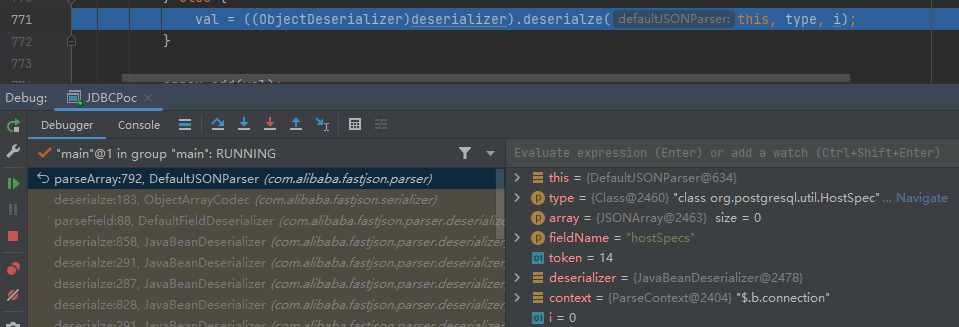 771 val = ((ObjectDeserializer)deserializer).deserialze( defaultJSONParser: this, type, i);
772 }
773
Debug: JDBCPoc ×
Debugger Console
"main"@1 in group "main": RUNNING
parseArray:792, DefaultJSONParser (com.alibaba.fastjson.parser)
deserialze:183, ObjectArrayCodec (com.alibaba.fastjson.serializer)
parseField:88, DefaultFieldDeserializer (com.alibaba.fastjson.parser.deserializer
deserialze:858, JavaBeanDeserializer (com.alibaba.fastjson.parser.deserializer
deserialze:291, JavaBeanDeserializer (com.alibaba.fastjson.parser.deserializer
deserialze:287, JavaBeanDeserializer (com.alibaba.fastjson.parser.deserializer
deserialze:828, JavaBeanDeserializer (com.alibaba.fastjson.parser.deserializer
deserialze:291, JavaBeanDeserializer (com.alibaba.fastjson.parser.deserializer
Evaluate expression (Enter) or add a watch (Ctrl+Shift+Enter)
this = {DefaultJSONParser@634}
type = {Class@2460} "class org.postgresql.util.HostSpec" ... Navigate
array = {JSONArray@2463} size = 0
fieldName = "hostSpecs"
token = 14
deserializer = {JavaBeanDeserializer@2478}
context = {ParseContext@2404} "$.b.connection"
i = 0